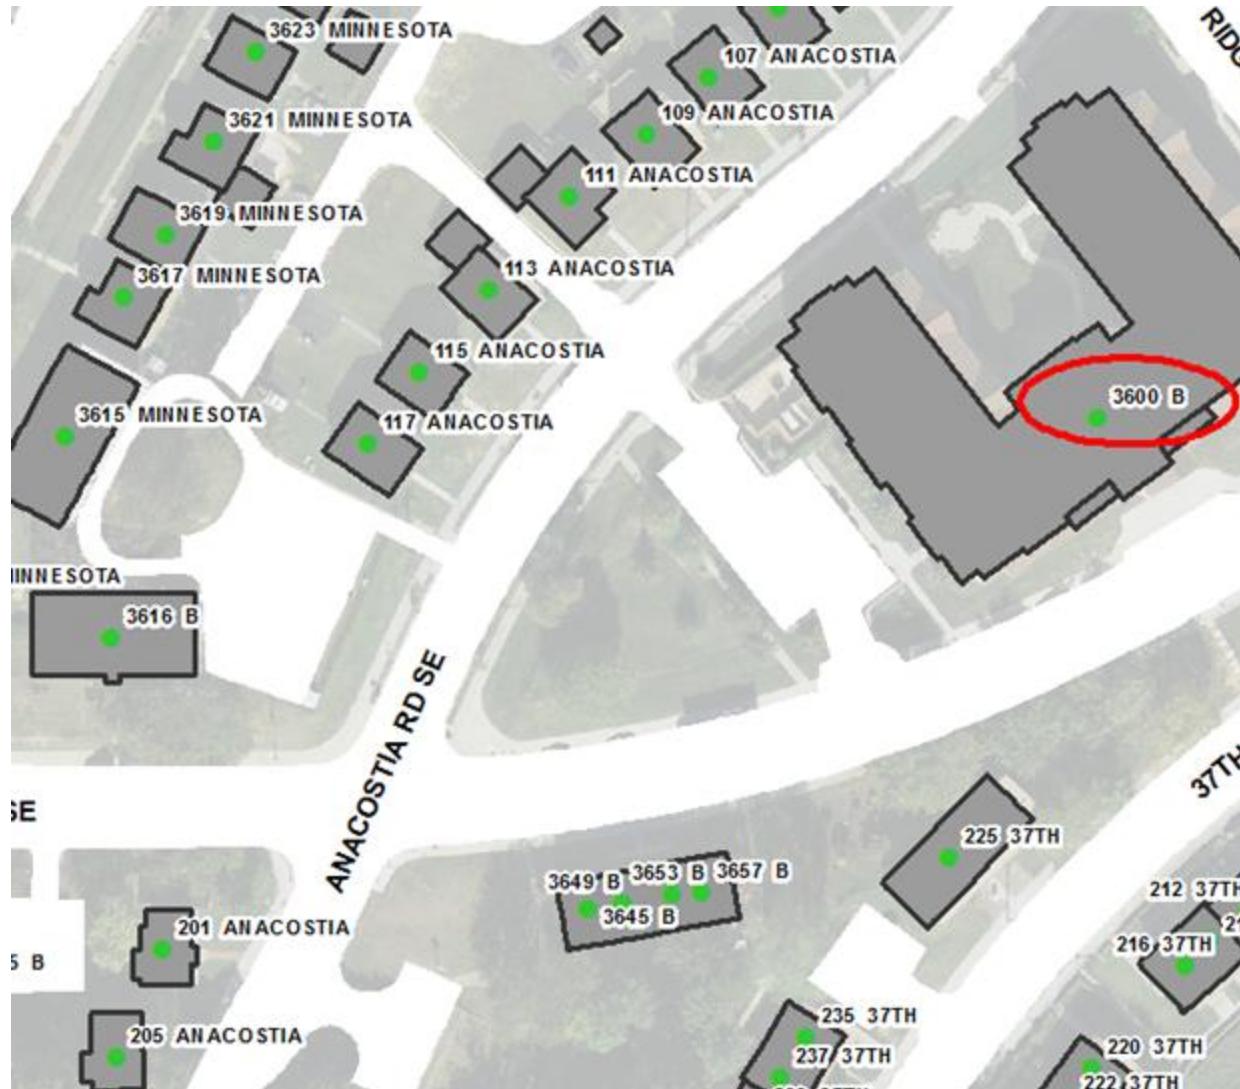 3623 MINNESOTA
107 ANACOSTIA
3621 MINNESOTA
109 ANACOSTIA
111 ANACOSTIA
3619 MINNESOTA
3617 MINNESOTA
113 ANACOSTIA
115 ANACOSTIA
3600 B
3615 MINNESOTA
117 ANACOSTIA
INNESOTA
3616 B
ANACOSTIA RD SE
37TH
SE
225 37TH
3649 B
3653 B
3657 B
3645 B
212 37TH
201 ANACOSTIA
216 37TH
B
205 ANACOSTIA
235 37TH
237 37TH
220 37TH
222 37TH